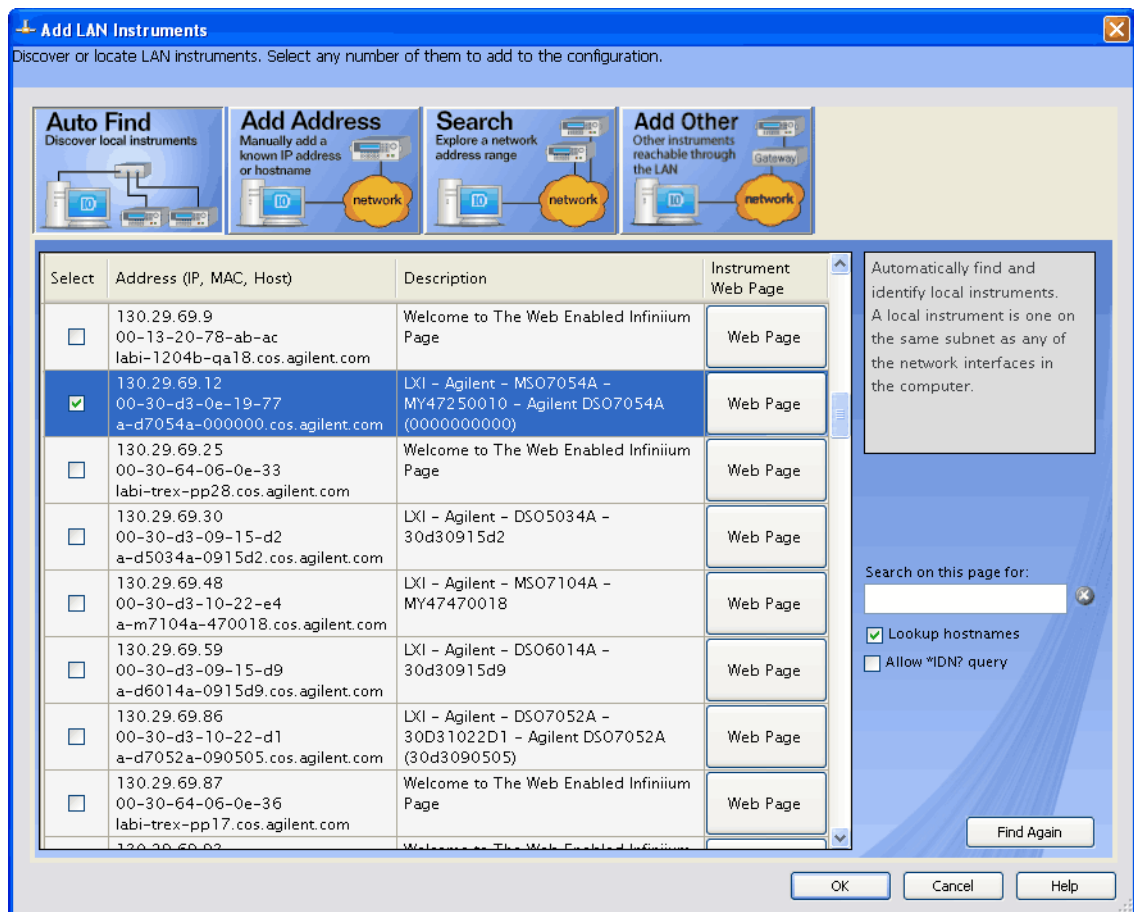 Add LAN Instruments
Discover or locate LAN instruments. Select any number of them to add to the configuration.
Auto Find
Discover local instruments
IO
Add Address
Manually add a
known IP address
or hostname
IO
network
Search
Explore a network
address range
IO
network
Add Other
Other instruments
reachable through
the LAN
Gateway
IO
network
Select
Address (IP, MAC, Host)
Description
Instrument
Web Page
130.29.69.9
00-13-20-78-ab-ac
labi-1204b-qa18.cos.agilent.com
Welcome to The Web Enabled Infiniium
Page
Web Page
130.29.69.12
00-30-d3-0e-19-77
a-d7054a-000000.cos.agilent.com
LXI - Agilent - MSO7054A -
MY47250010 - Agilent DSO7054A
(0000000000)
Web Page
130.29.69.25
00-30-64-06-0e-33
labi-trex-pp28.cos.agilent.com
Welcome to The Web Enabled Infiniium
Page
Web Page
130.29.69.30
00-30-d3-09-15-d2
a-d5034a-0915d2.cos.agilent.com
LXI - Agilent - DSO5034A -
30d30915d2
Web Page
130.29.69.48
00-30-d3-10-22-e4
a-m7104a-470018.cos.agilent.com
LXI - Agilent - MSO7104A -
MY47470018
Web Page
130.29.69.59
00-30-d3-09-15-d9
a-d6014a-0915d9.cos.agilent.com
LXI - Agilent - DSO6014A -
30d30915d9
Web Page
130.29.69.86
00-30-d3-10-22-d1
a-d7052a-090505.cos.agilent.com
LXI - Agilent - DSO7052A -
30D31022D1 - Agilent DSO7052A
(30d3090505)
Web Page
130.29.69.87
00-30-64-06-0e-36
labi-trex-pp17.cos.agilent.com
Welcome to The Web Enabled Infiniium
Page
Web Page
Welcome to The Web Enabled Infiniium
Automatically find and
identify local instruments.
A local instrument is one on
the same subnet as any of
the network interfaces in
the computer.
Search on this page for:
Lookup hostnames
Allow *IDN? query
Find Again
OK
Cancel
Help